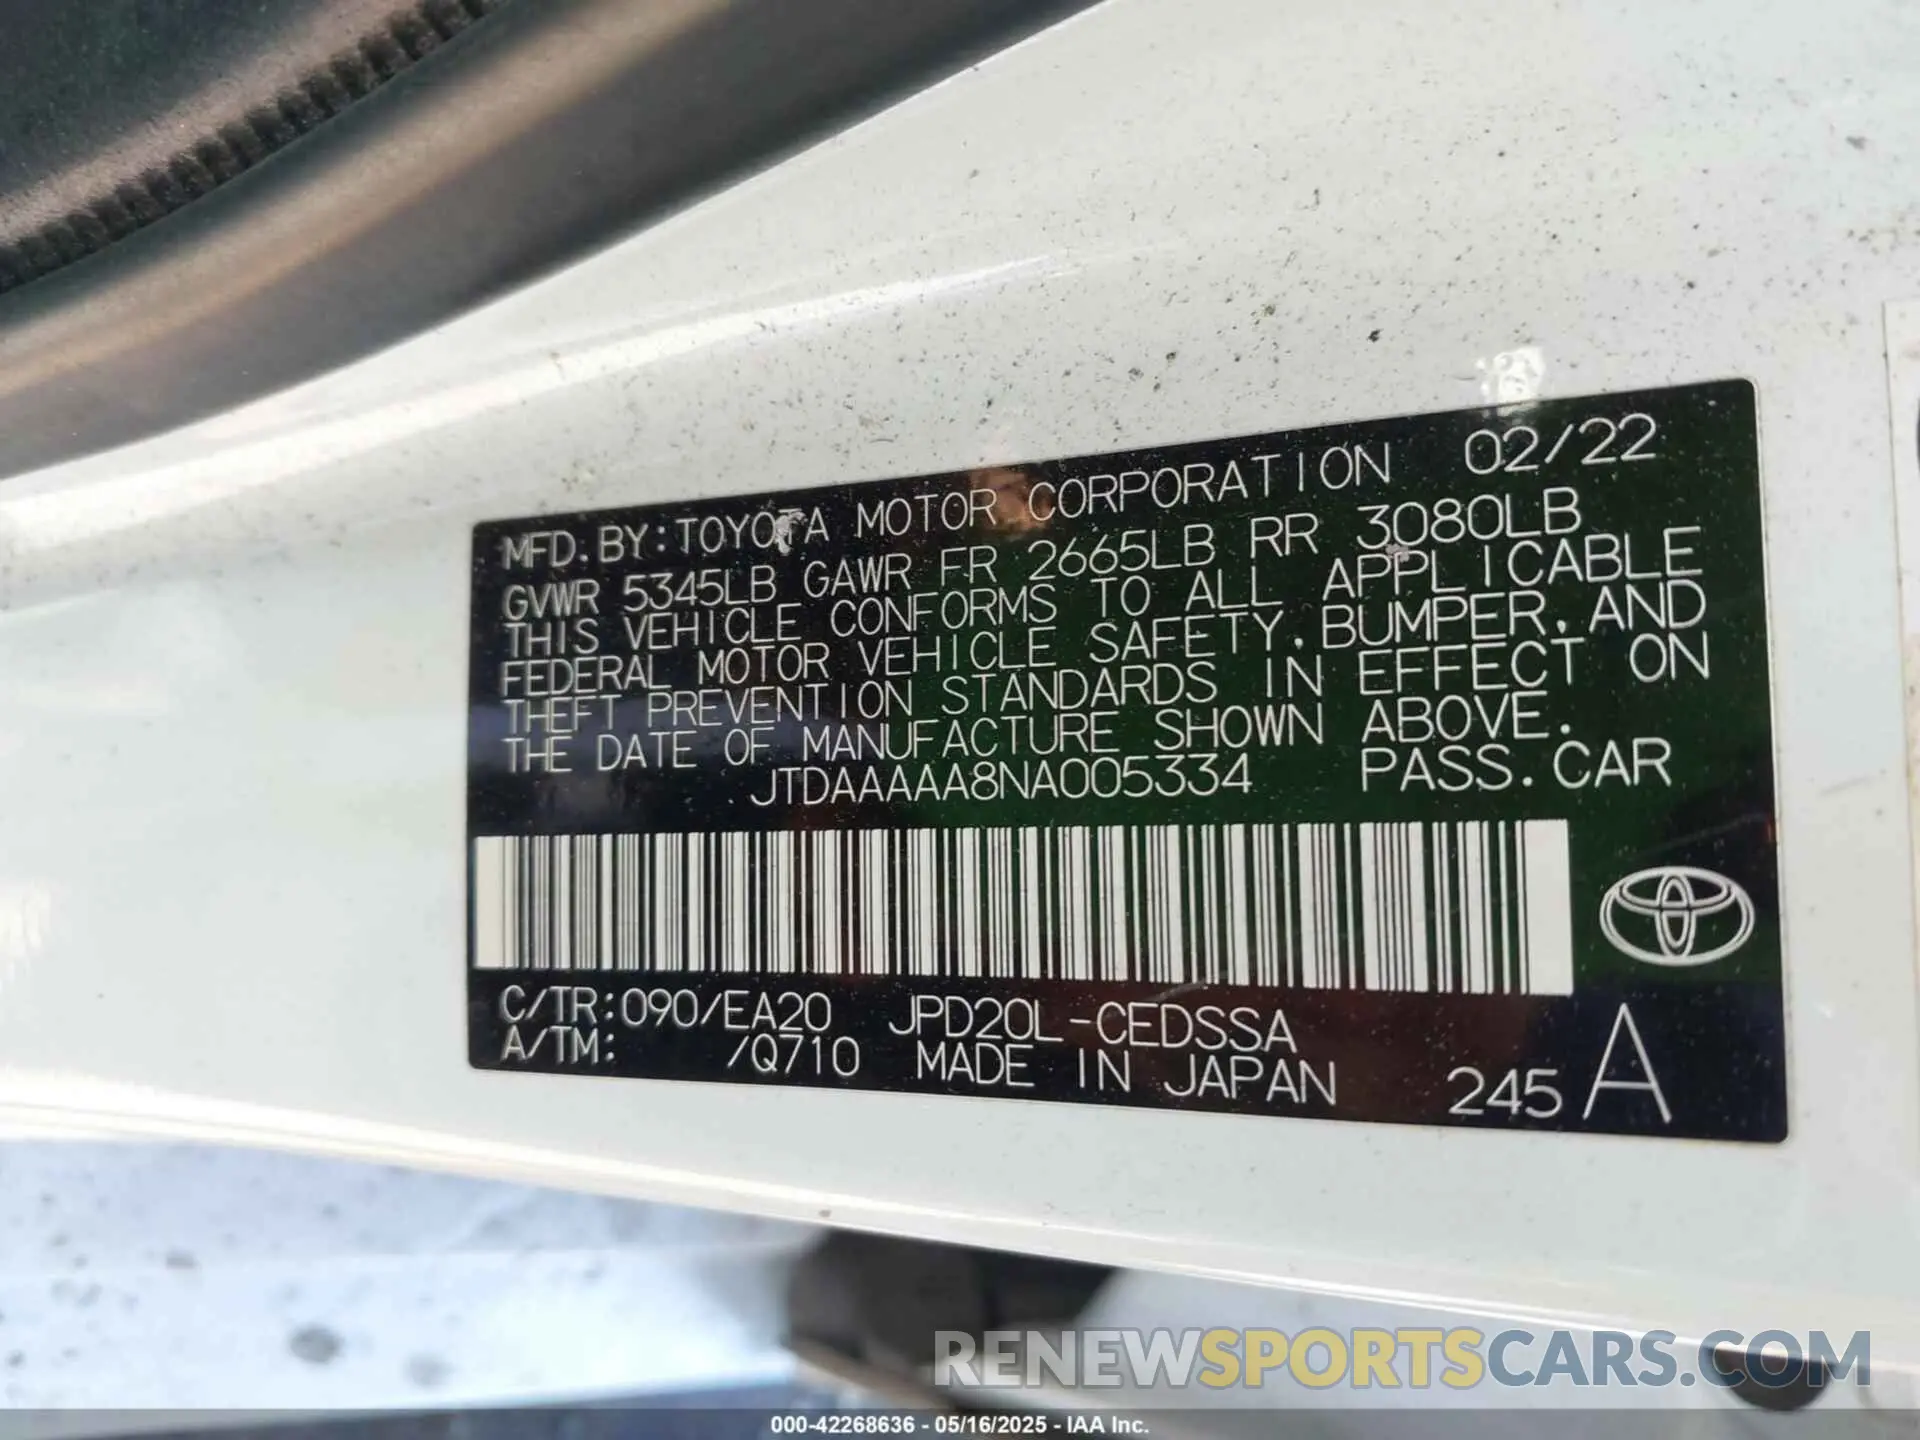 MFD. BY: TOYOTA MOTOR CORPORATION 02/22
GVWR 5345LB GAWR FR 2665LB RR 3080LB
THIS VEHICLE CONFORMS TO ALL APPLICABLE
FEDERAL MOTOR VEHICLE SAFETY, BUMPER, AND
THEFT PREVENTION STANDARDS IN EFFECT ON
THE DATE OF MANUFACTURE SHOWN ABOVE.
JTDAAAAA8NA005334 PASS. CAR
C/TR: 090/EA20 JPD20L-CEDSSA
A/TM: /Q710 MADE IN JAPAN 245 A
RENEWSPORTSCARS.COM
000-42268636 - 05/16/2025 - IAA Inc.